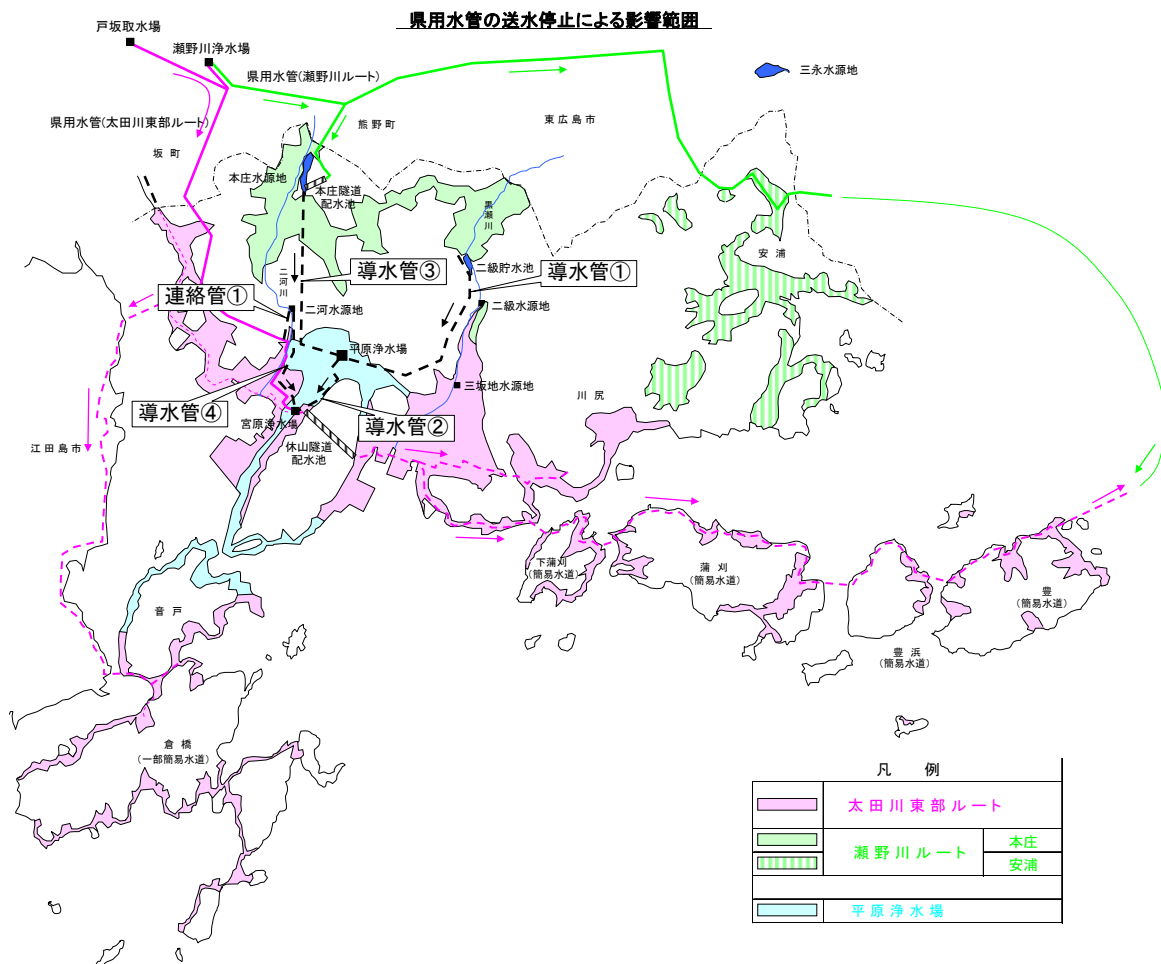 県用水管の送水停止による影響範囲
戸坂取水場
瀬野川浄水場
県用水管(瀬野川ルート)
三永水源地
県用水管(太田川東部ルート)
熊野町
東広島市
坂町
本庄水源地
本庄隧道
配水池
黒瀬川
安浦
二河川
導水管③
二級貯水池
導水管①
連絡管①
二河水源地
二級水源地
平原浄水場
三坂地水源地
川尻
導水管④
宮原浄水場
導水管②
休山隧道
配水池
江田島市
下蒲刈
(簡易水道)
蒲刈
(簡易水道)
豊
(簡易水道)
音戸
豊浜
(簡易水道)
倉橋
(一部簡易水道)
凡例
太田川東部ルート
瀬野川ルート
本庄
安浦
平原浄水場